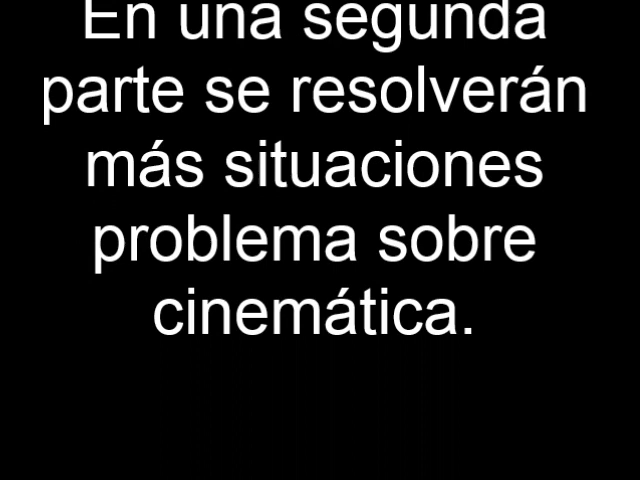 En una segunda
parte se resolverán
más situaciones
problema sobre
cinemática.